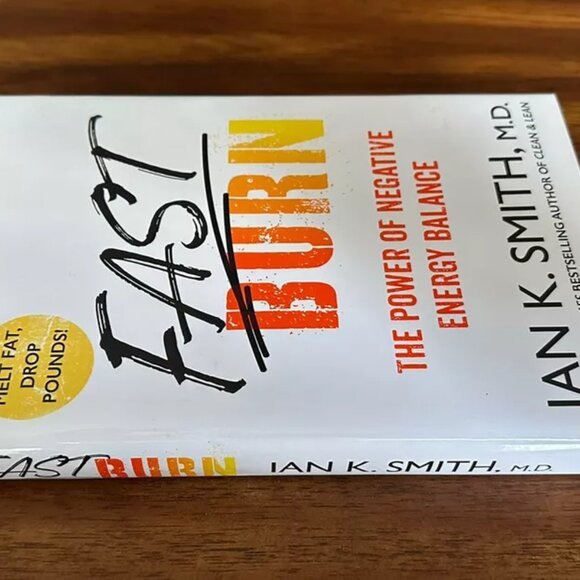 MELT FAT,
DROP
POUNDS!
FAST
BURN
THE POWER OF NEGATIVE
ENERGY BALANCE
IAN K. SMITH, M.D.
BESTSELLING AUTHOR OF CLEAN & LEAN
FAST BURN IAN K. SMITH, M.D.